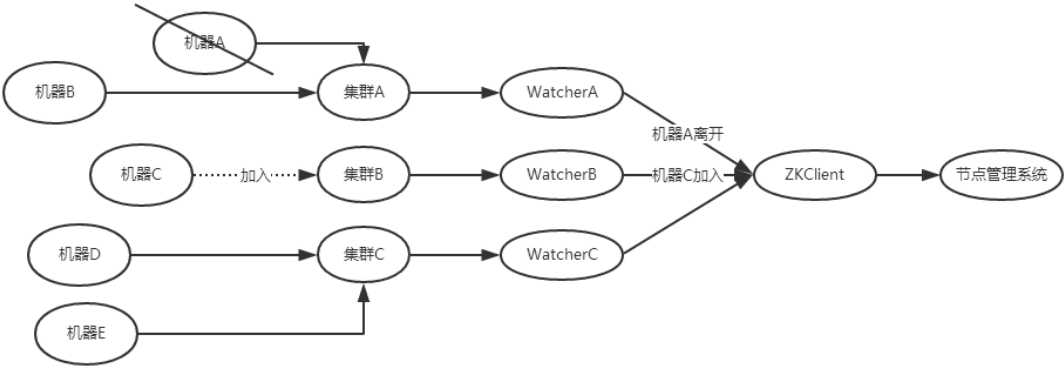 机器A
机器B
集群A
WatcherA
机器A离开
机器C
加入
集群B
WatcherB
机器C加入
ZKClient
节点管理系统
机器D
集群C
WatcherC
机器E